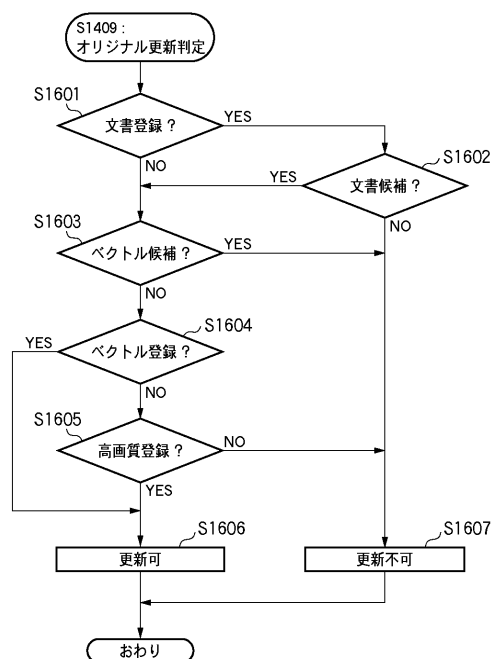 S1409：
オリジナル更新判定
S1601
文書登録？
YES
NO
S1602
文書候補？
YES
NO
S1603
ベクトル候補？
YES
NO
S1604
ベクトル登録？
YES
NO
S1605
高画質登録？
NO
YES
S1606
更新可
S1607
更新不可
おわり